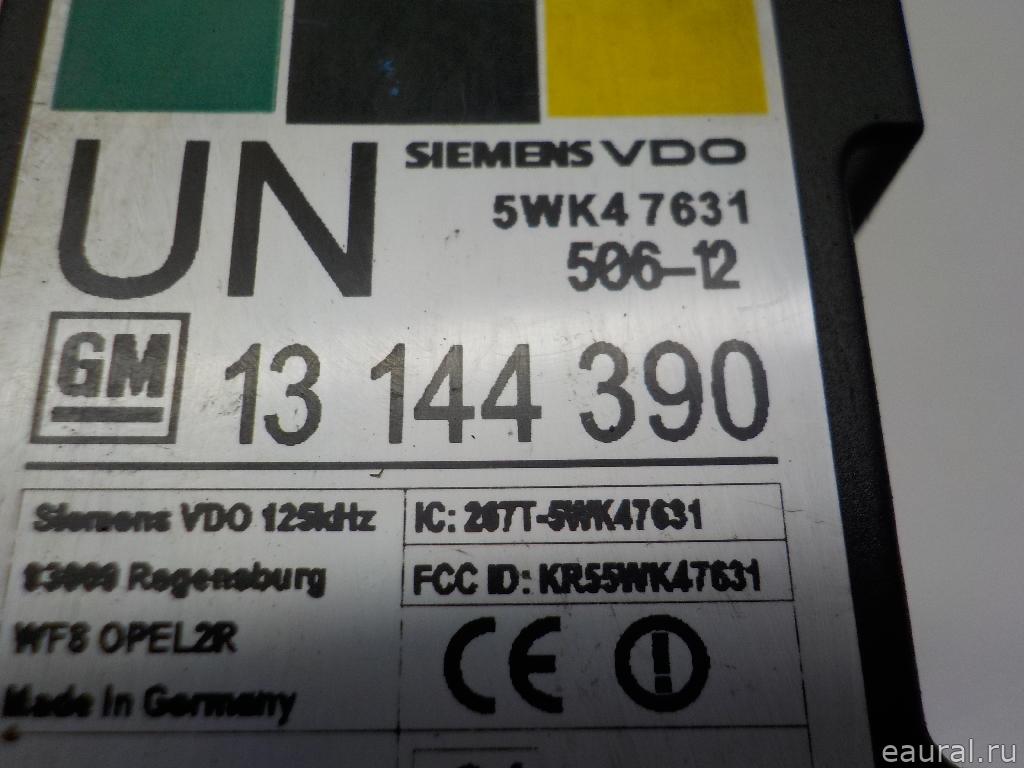 UN
SIEMENS VDO
5WK4 7631
506-12
GM
13 144 390
Siemens VDO 125kHz
IC: 267T-5WK47631
93009 Regensburg
FCC ID: KR55WK47631
WF8 OPEL2R
CE
Made In Germany
eaural.ru